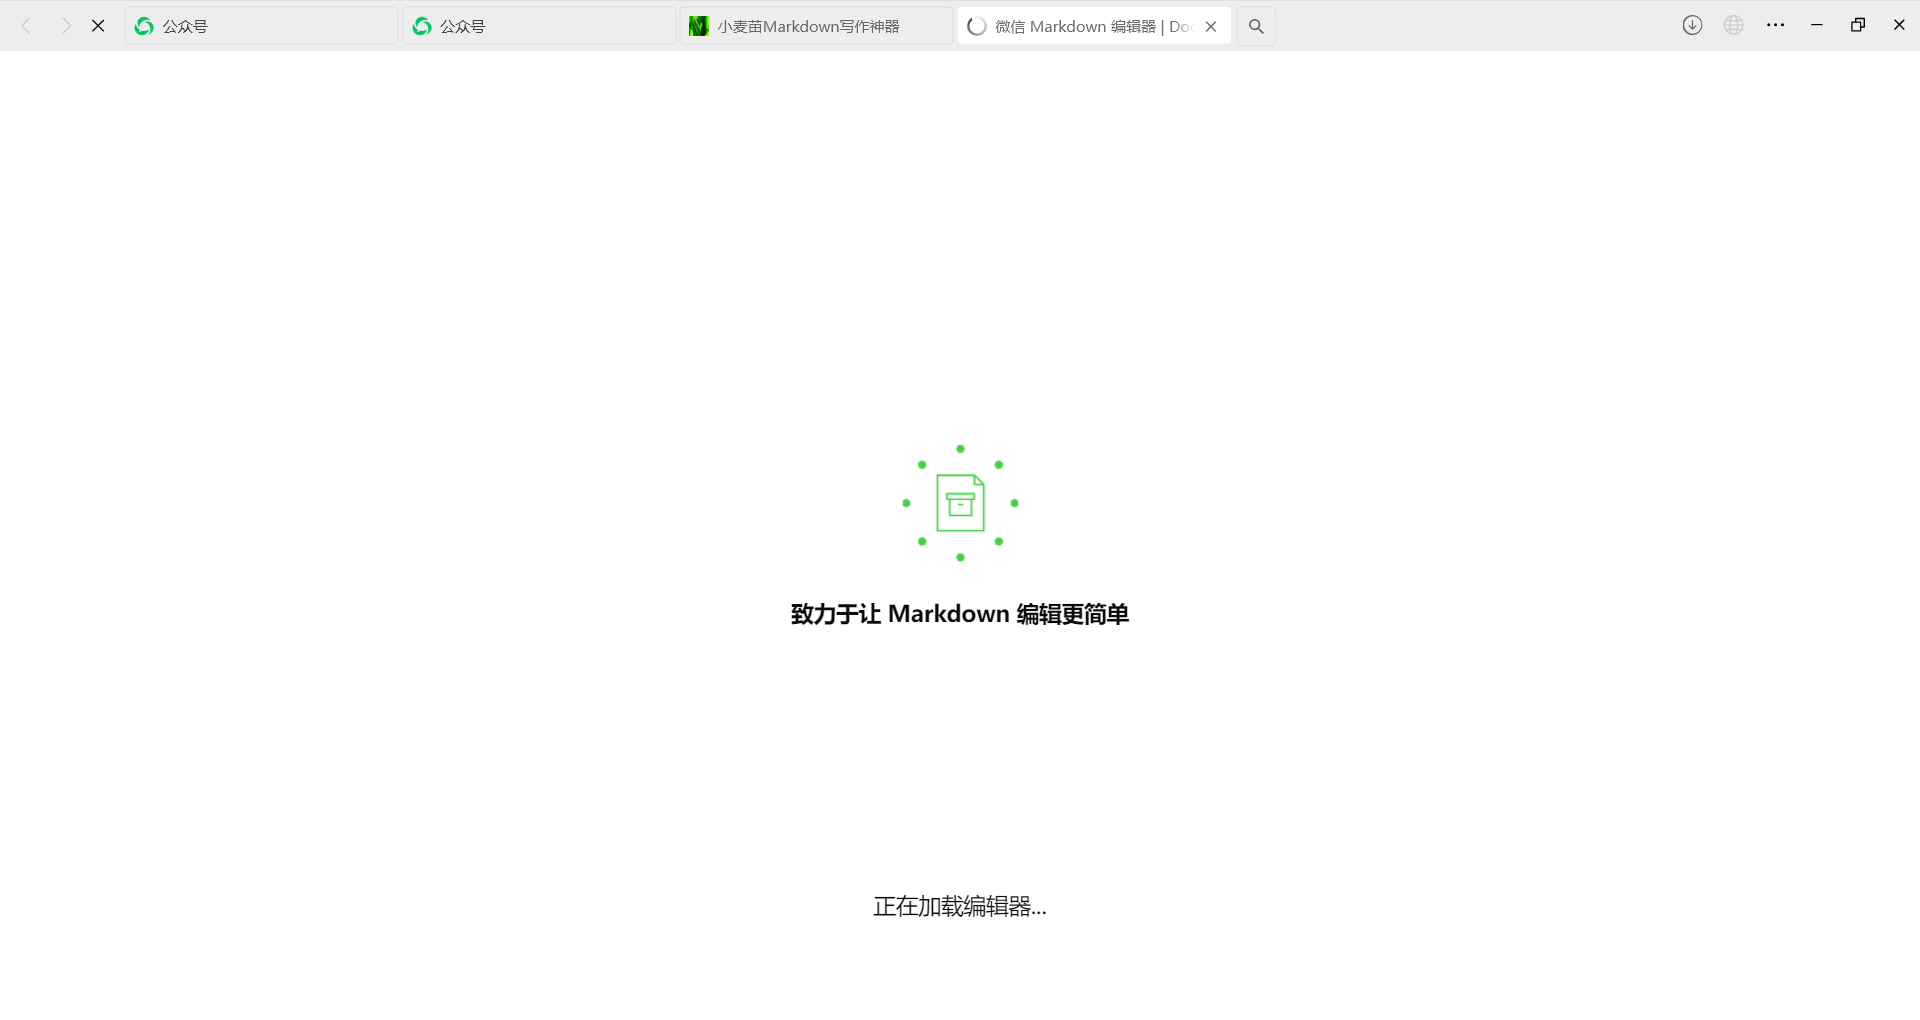 公众号
公众号
小麦苗Markdown写作神器
微信 Markdown 编辑器 | Doc
致力于让 Markdown 编辑更简单
正在加载编辑器...